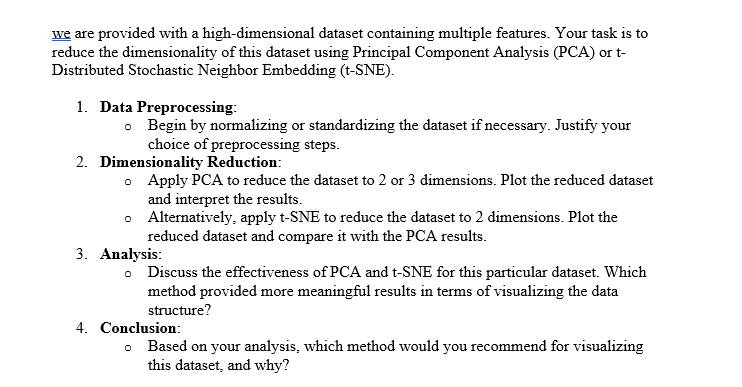 we are provided with a high-dimensional dataset containing multiple features. Your task is to
reduce the dimensionality of this dataset using Principal Component Analysis (PCA) or t-
Distributed Stochastic Neighbor Embedding (t-SNE).
1. Data Preprocessing:
o Begin by normalizing or standardizing the dataset if necessary. Justify your
choice of preprocessing steps.
2. Dimensionality Reduction:
o Apply PCA to reduce the dataset to 2 or 3 dimensions. Plot the reduced dataset
and interpret the results.
o Alternatively, apply t-SNE to reduce the dataset to 2 dimensions. Plot the
reduced dataset and compare it with the PCA results.
3. Analysis:
o Discuss the effectiveness of PCA and t-SNE for this particular dataset. Which
method provided more meaningful results in terms of visualizing the data
structure?
4. Conclusion:
o Based on your analysis, which method would you recommend for visualizing
this dataset, and why?